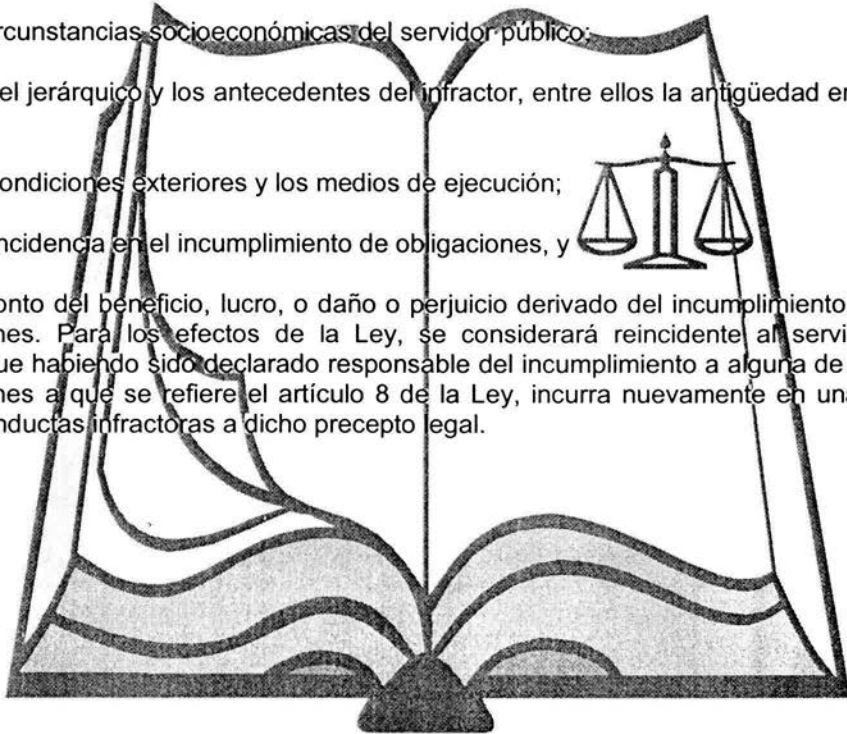 rcunstancias socioeconómicas del servidor público;
el jerárquico y los antecedentes del infractor, entre ellos la antigüedad en
ondiciones exteriores y los medios de ejecución;
ncidencia en el incumplimiento de obligaciones, y
onto del beneficio, lucro, o daño o perjuicio derivado del incumplimiento
nes. Para los efectos de la Ley, se considerará reincidente al servi
ue habiendo sido declarado responsable del incumplimiento a alguna de
nes a que se refiere el artículo 8 de la Ley, incurra nuevamente en una
nductas infractoras a dicho precepto legal.